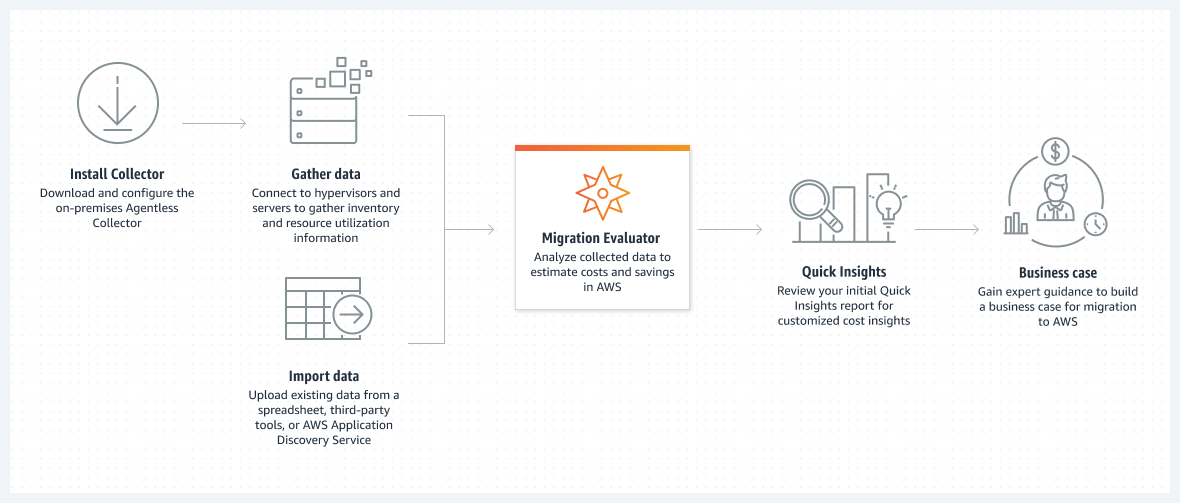 Install Collector
Download and configure the
on-premises Agentless
Collector
Gather data
Connect to hypervisors and
servers to gather inventory
and resource utilization
information
Import data
Upload existing data from a
spreadsheet, third-party
tools, or AWS Application
Discovery Service
Migration Evaluator
Analyze collected data to
estimate costs and savings
in AWS
Quick Insights
Review your initial Quick
Insights report for
customized cost insights
$
Business case
Gain expert guidance to build
a business case for migration
to AWS